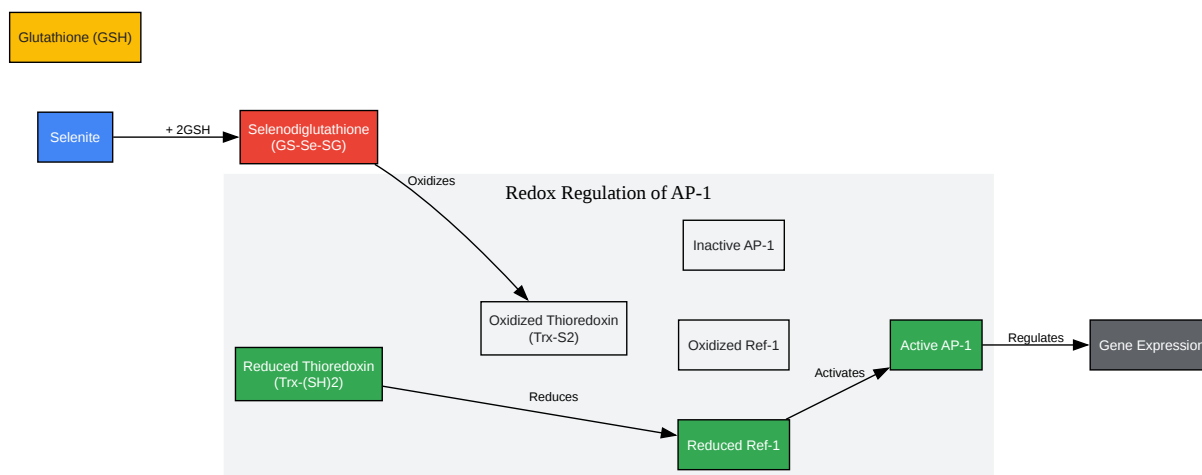 Glutathione (GSH)
Selenite
+ 2GSH
Selenodiglutathione
(GS-Se-SG)
Oxidizes
Redox Regulation of AP-1
Inactive AP-1
Oxidized Thioredoxin
(Trx-S2)
Oxidized Ref-1
Active AP-1
Regulates
Gene Expression
Reduced Thioredoxin
(Trx-(SH)2)
Reduces
Activates
Reduced Ref-1